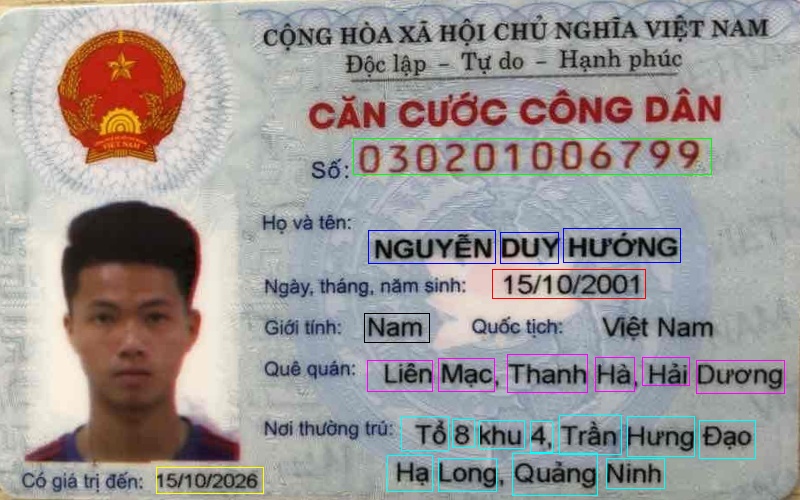 CỘNG HÒA XÃ HỘI CHỦ NGHĨA VIỆT NAM
Độc lập - Tự do - Hạnh phúc
CĂN CƯỚC CÔNG DÂN
Số: 030201006799
Họ và tên:
NGUYỄN DUY HƯỚNG
Ngày, tháng, năm sinh: 15/10/2001
Giới tính: Nam Quốc tịch: Việt Nam
Quê quán: Liên Mạc, Thanh Hà, Hải Dương
Nơi thường trú: Tổ 8 khu 4, Trần Hưng Đạo
Hạ Long, Quảng Ninh
Có giá trị đến: 15/10/2026